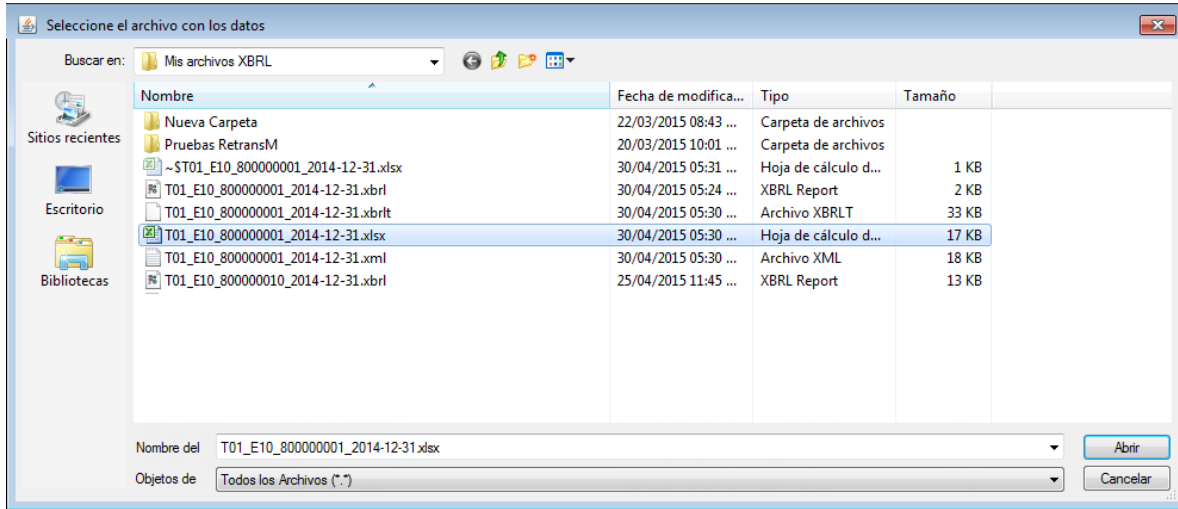 Seleccione el archivo con los datos
Buscar en: Mis archivos XBRL
Nombre Fecha de modifica... Tipo Tamaño
Nueva Carpeta 22/03/2015 08:43 ... Carpeta de archivos
Pruebas RetransM 20/03/2015 10:01 ... Carpeta de archivos
~$T01_E10_800000001_2014-12-31.xlsx 30/04/2015 05:31 ... Hoja de cálculo d... 1 KB
T01_E10_800000001_2014-12-31.xbrl 30/04/2015 05:24 ... XBRL Report 2 KB
T01_E10_800000001_2014-12-31.xbrlt 30/04/2015 05:30 ... Archivo XBRLT 33 KB
T01_E10_800000001_2014-12-31.xlsx 30/04/2015 05:30 ... Hoja de cálculo d... 17 KB
T01_E10_800000001_2014-12-31.xml 30/04/2015 05:30 ... Archivo XML 18 KB
T01_E10_800000010_2014-12-31.xbrl 25/04/2015 11:45 ... XBRL Report 13 KB
Sitios recientes
Escritorio
Bibliotecas
Nombre del T01_E10_800000001_2014-12-31.xlsx Abrir
Objetos de Todos los Archivos (*.*) Cancelar